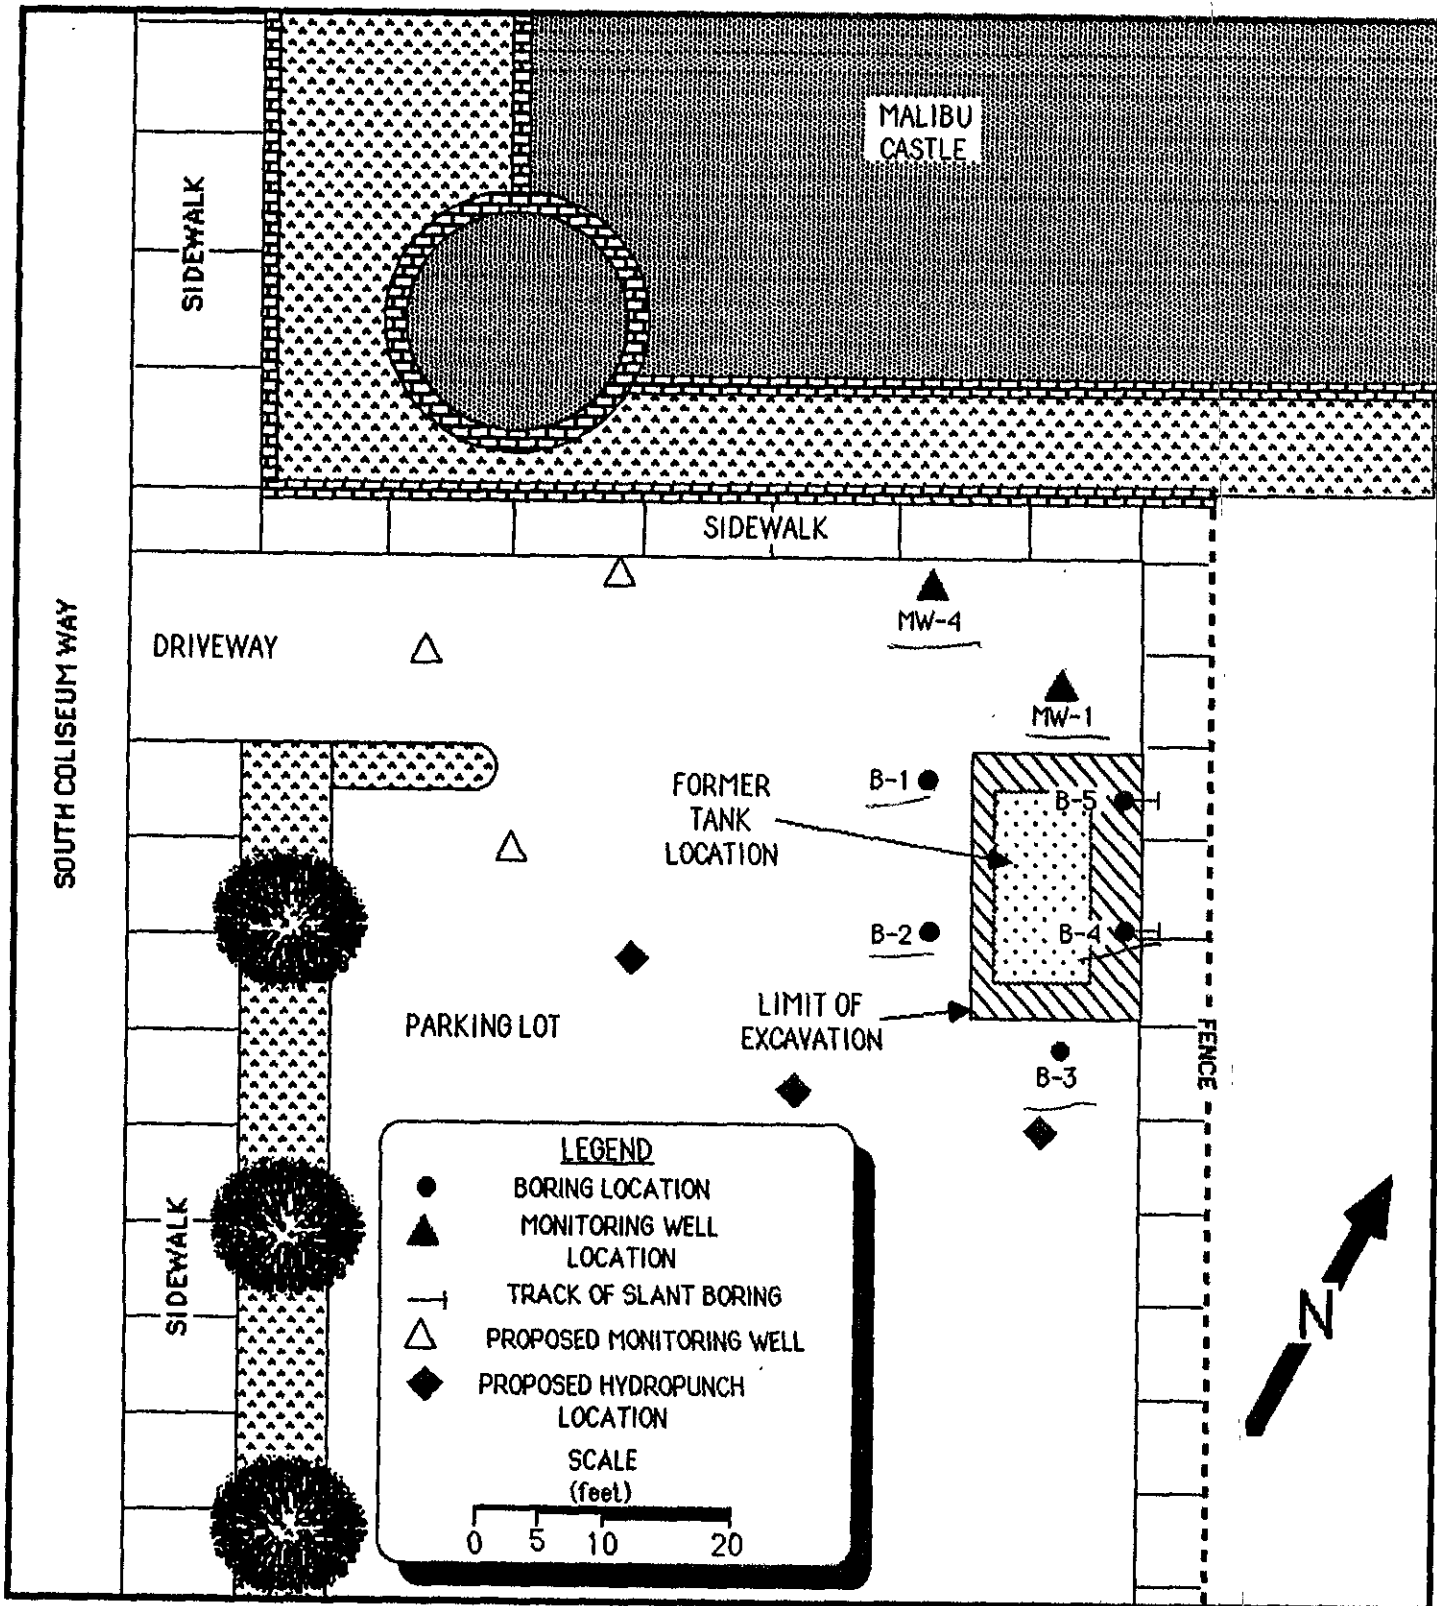 MALIBU
CASTLE
SIDEWALK
SIDEWALK
MW-4
DRIVEWAY
SOUTH COLISEUM WAY
MW-1
B-1
FORMER
TANK
LOCATION
B-5
B-2
B-4
LIMIT OF
EXCAVATION
PARKING LOT
FENCE
B-3
LEGEND
BORING LOCATION
MONITORING WELL
LOCATION
TRACK OF SLANT BORING
PROPOSED MONITORING WELL
PROPOSED HYDROPUNCH
LOCATION
SCALE
(feet)
0 5 10 20
SIDEWALK
N